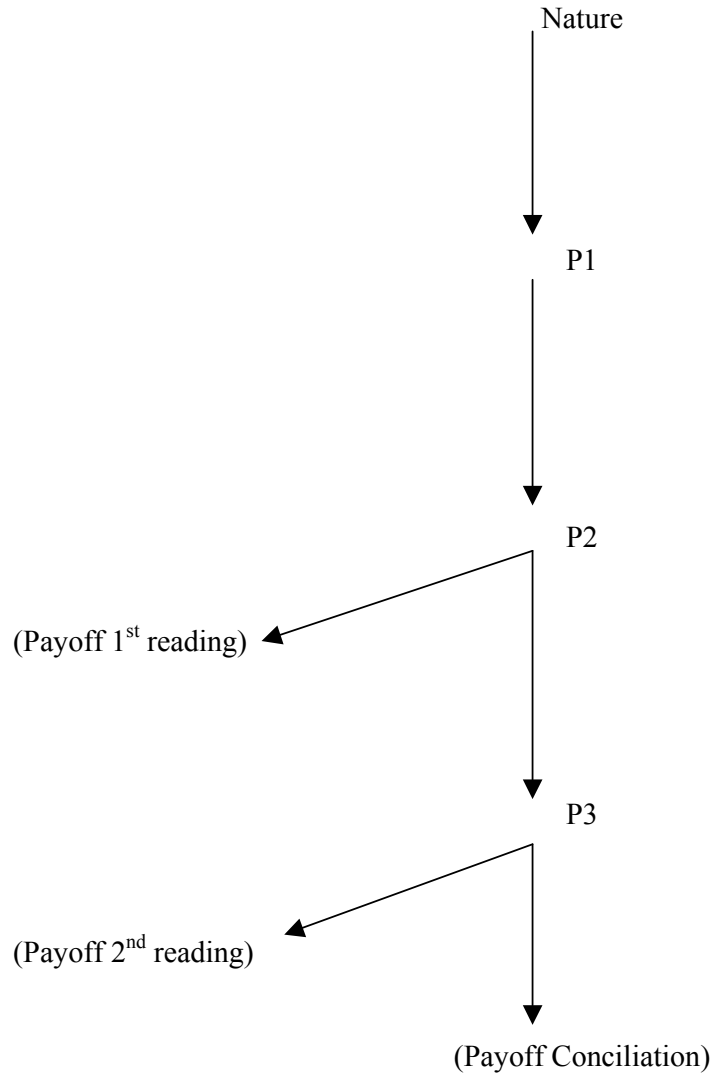 Nature
P1
P2
(Payoff 1st reading)
P3
(Payoff 2nd reading)
(Payoff Conciliation)